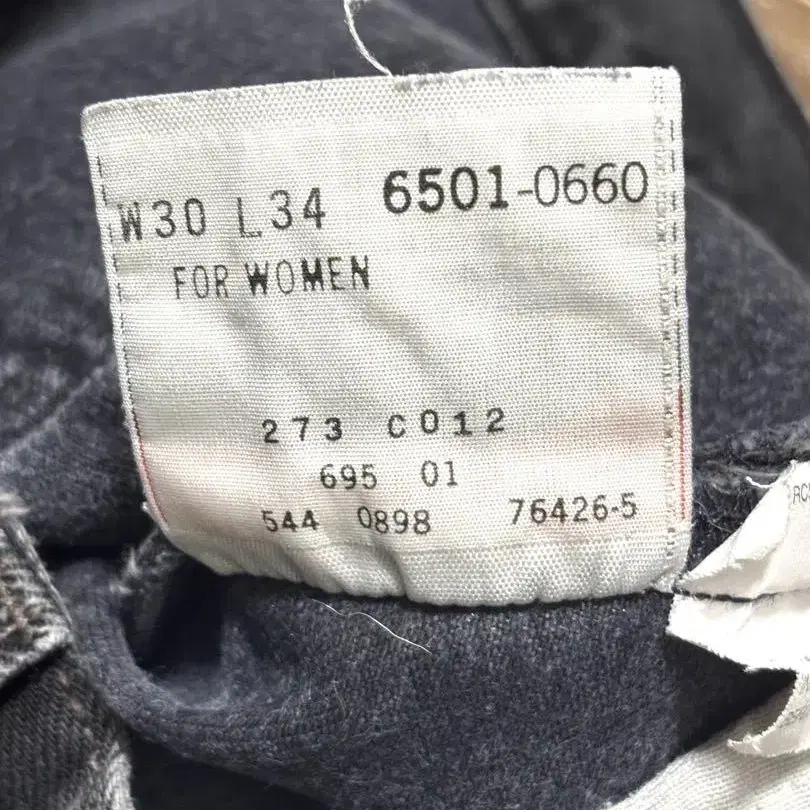 W30 L34 6501-0660
FOR WOMEN
273 C012
695 01
544 0898 76426-5